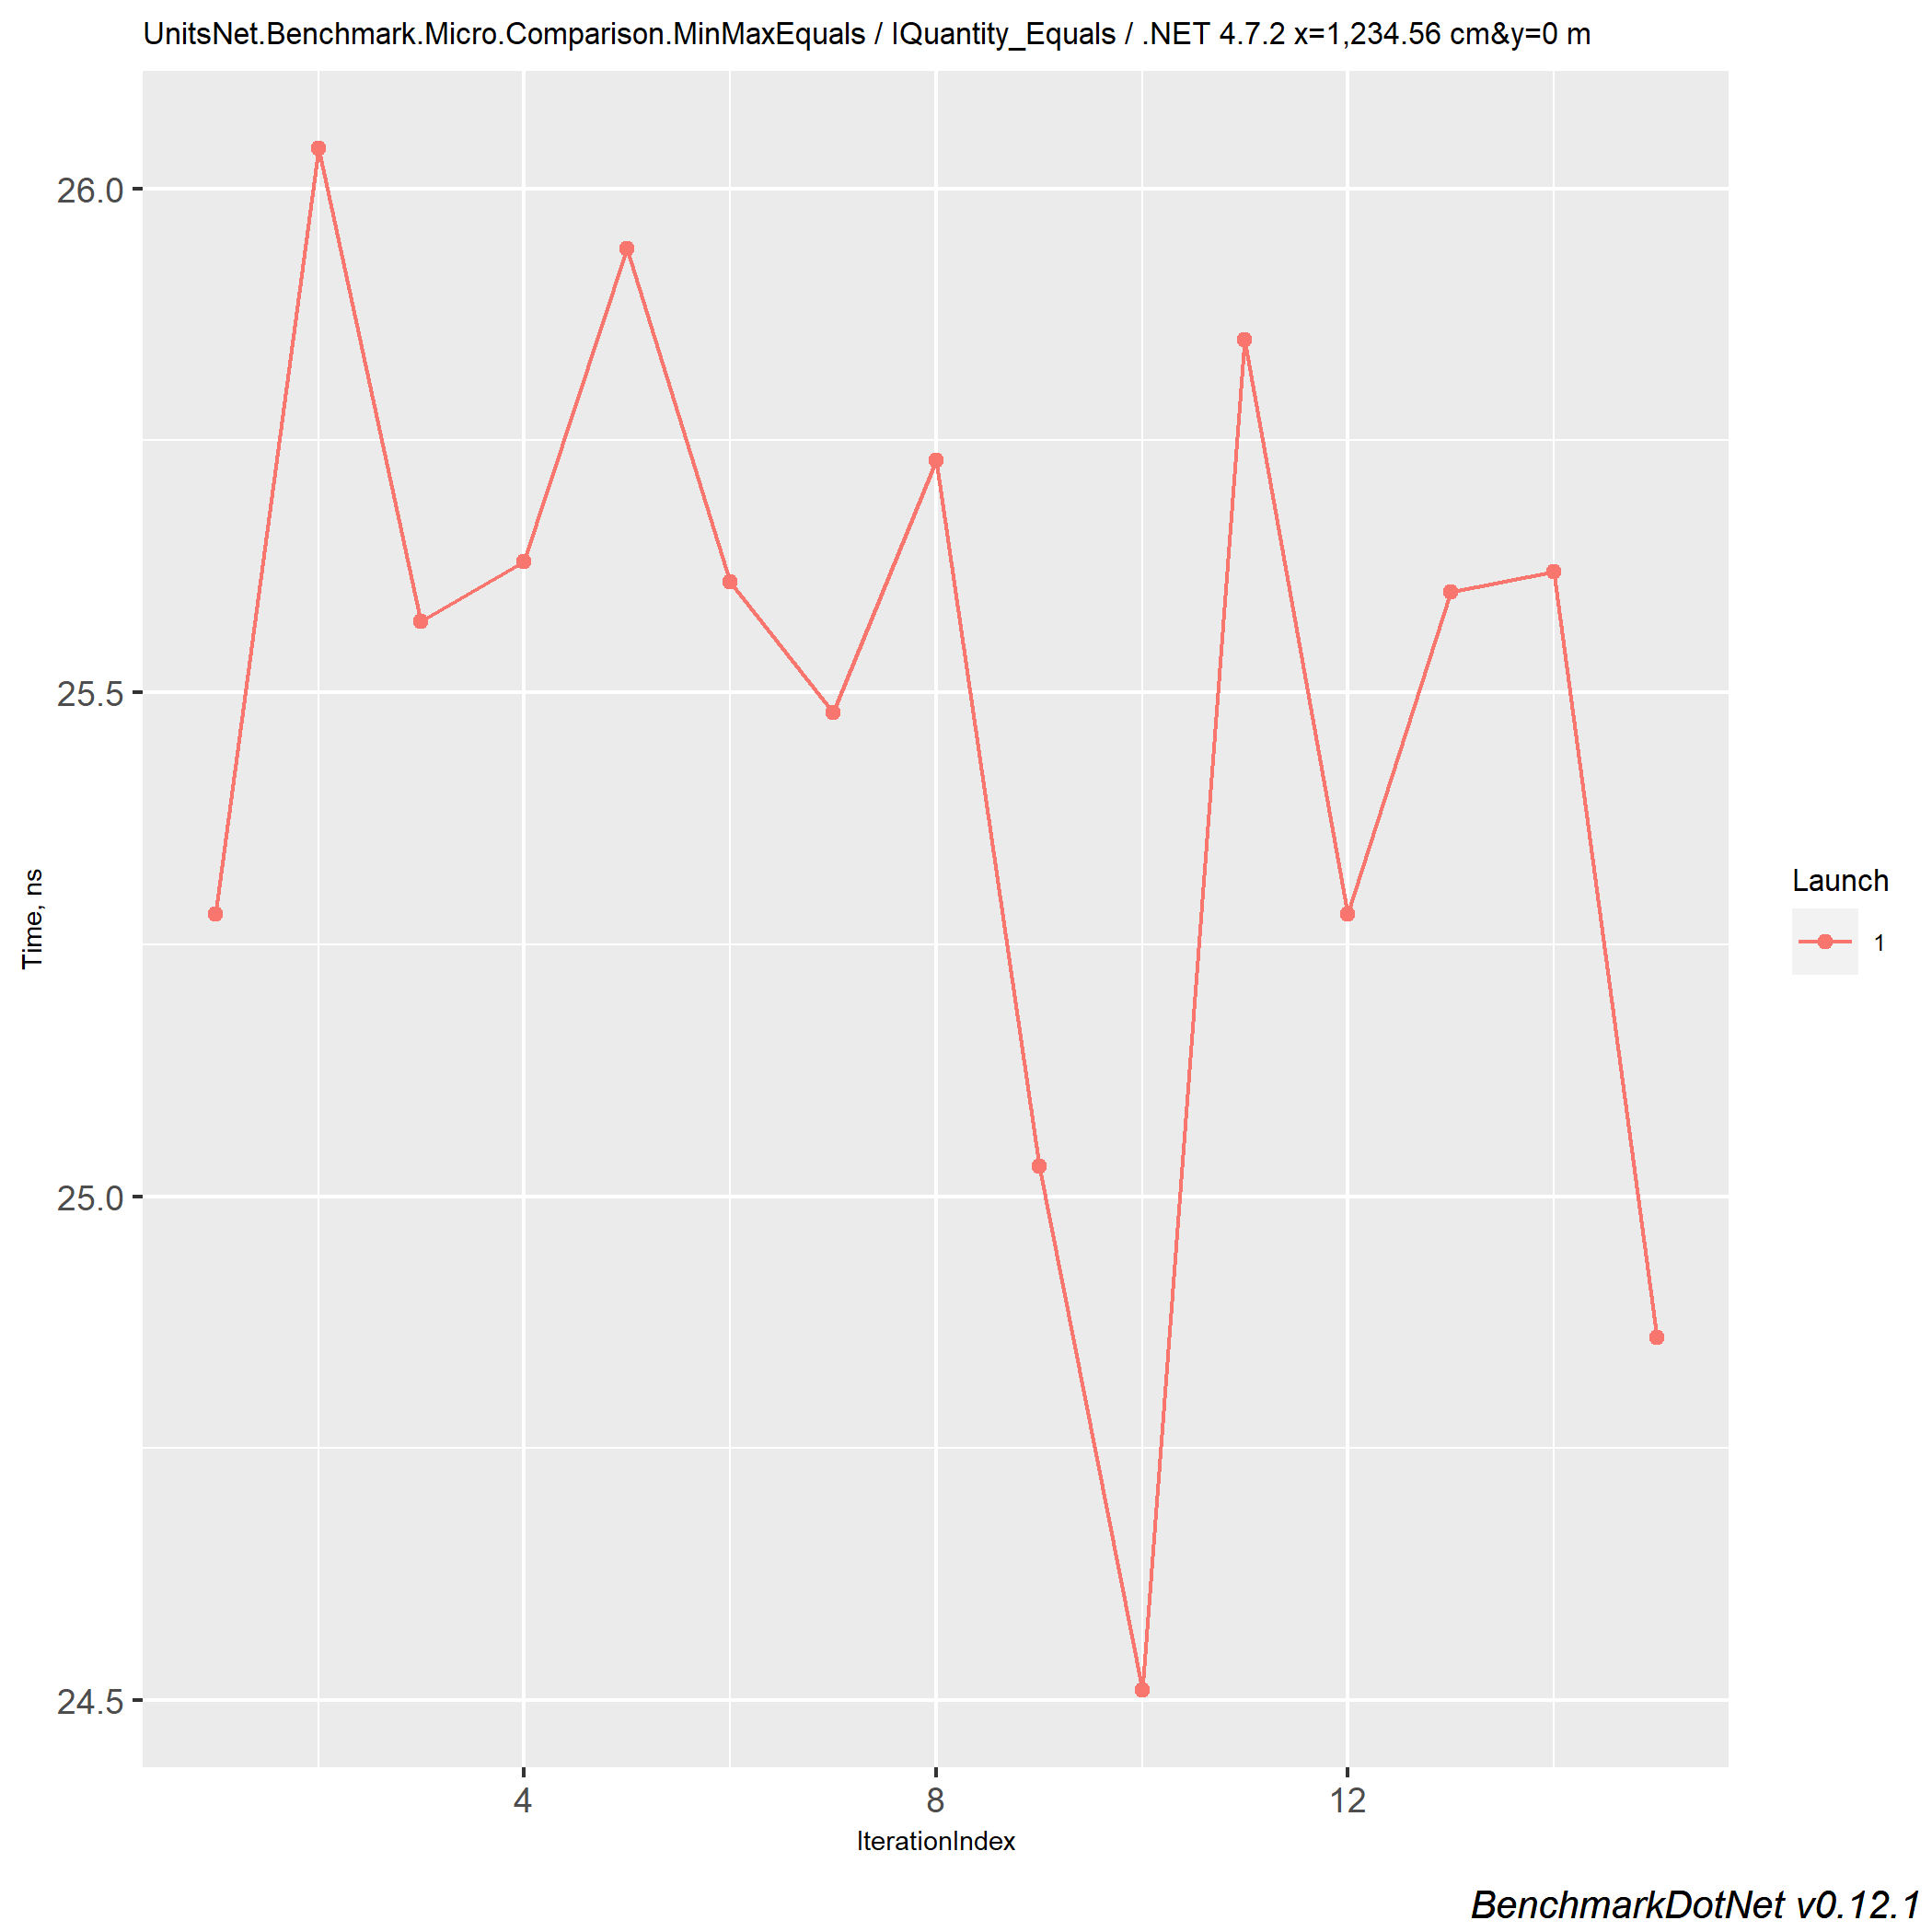 UnitsNet.Benchmark.Micro.Comparison.MinMaxEquals / IQuantity_Equals / .NET 4.7.2 x=1,234.56 cm&y=0 m
26.0
25.5
25.0
24.5
Time, ns
4 8 12
IterationIndex
Launch
1
BenchmarkDotNet v0.12.1